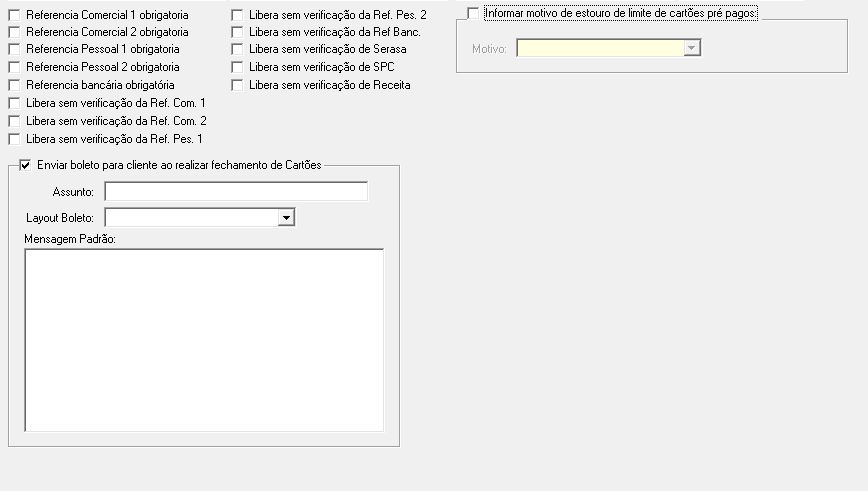 Referencia Comercial 1 obrigatoria
Referencia Comercial 2 obrigatoria
Referencia Pessoal 1 obrigatoria
Referencia Pessoal 2 obrigatoria
Referencia bancária obrigatória
Libera sem verificação da Ref. Com. 1
Libera sem verificação da Ref. Com. 2
Libera sem verificação da Ref. Pes. 1
Libera sem verificação da Ref. Pes. 2
Libera sem verificação da Ref Banc.
Libera sem verificação de Serasa
Libera sem verificação de SPC
Libera sem verificação de Receita
Informar motivo de estouro de limite de cartões pré pagos:
Motivo:
Enviar boleto para cliente ao realizar fechamento de Cartões
Assunto:
Layout Boleto:
Mensagem Padrão: